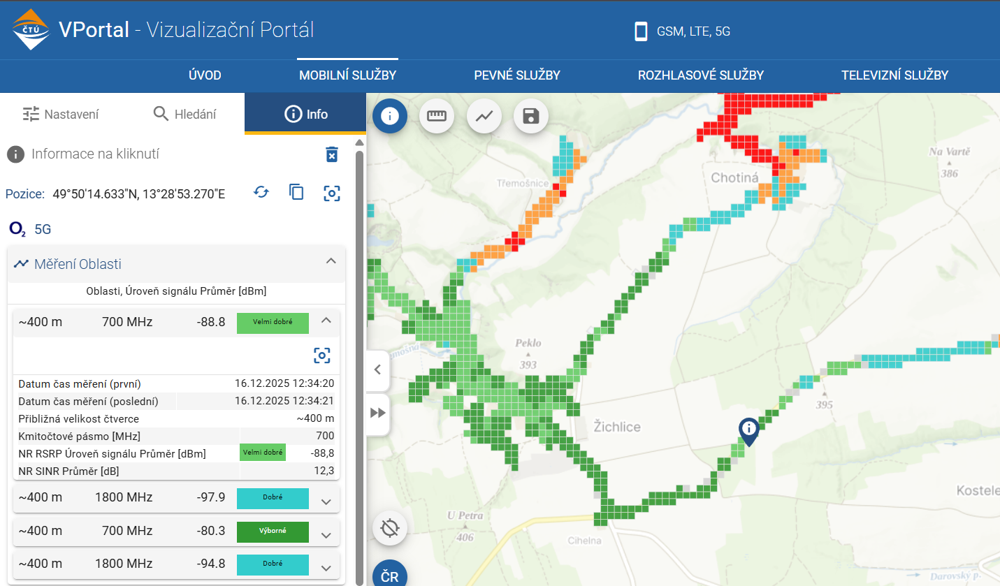 ČTÚ
VPortal - Vizualizační Portál
GSM, LTE, 5G
ÚVOD
MOBILNÍ SLUŽBY
PEVNÉ SLUŽBY
ROZHLASOVÉ SLUŽBY
TELEVIZNÍ SLUŽBY
Nastavení
Hledání
Info
Informace na kliknutí
Pozice: 49°50'14.633"N, 13°28'53.270"E
O2 5G
Měření Oblasti
Oblasti, Úroveň signálu Průměr [dBm]
~400 m 700 MHz -88.8 Velmi dobré
Datum čas měření (první) 16.12.2025 12:34:20
Datum čas měření (poslední) 16.12.2025 12:34:21
Přibližná velikost čtverce ~400 m
Kmitočtové pásmo [MHz] 700
NR RSRP Úroveň signálu Průměr [dBm] Velmi dobré -88,8
NR SINR Průměr [dB] 12,3
~400 m 1800 MHz -97.9 Dobré
~400 m 700 MHz -80.3 Výborné
~400 m 1800 MHz -94.8 Dobré
Na Vartě
386
Chotiná
Třemošnice
Peklo
393
395
Žichlice
Kostele
U Petra
406
Cihelna
Darovský p.
ČR